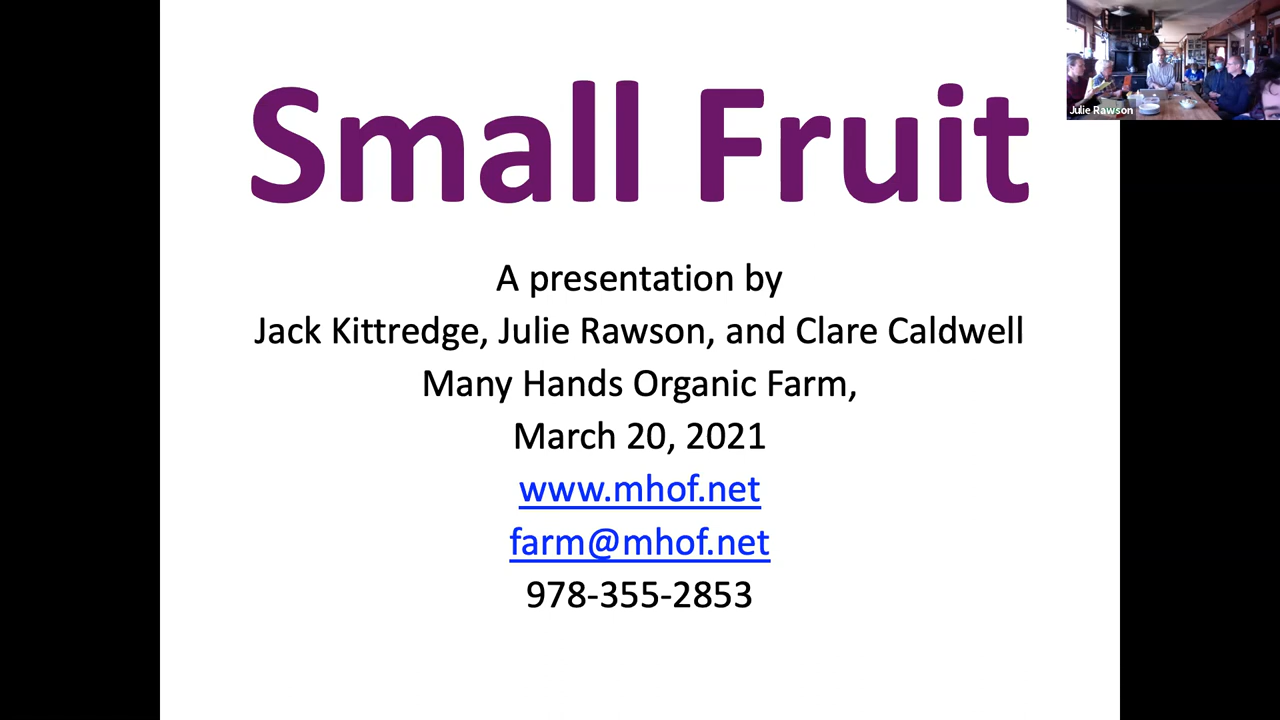 Small Fruit
A presentation by
Jack Kittredge, Julie Rawson, and Clare Caldwell
Many Hands Organic Farm,
March 20, 2021
www.mhof.net
farm@mhof.net
978-355-2853
Julie Rawson